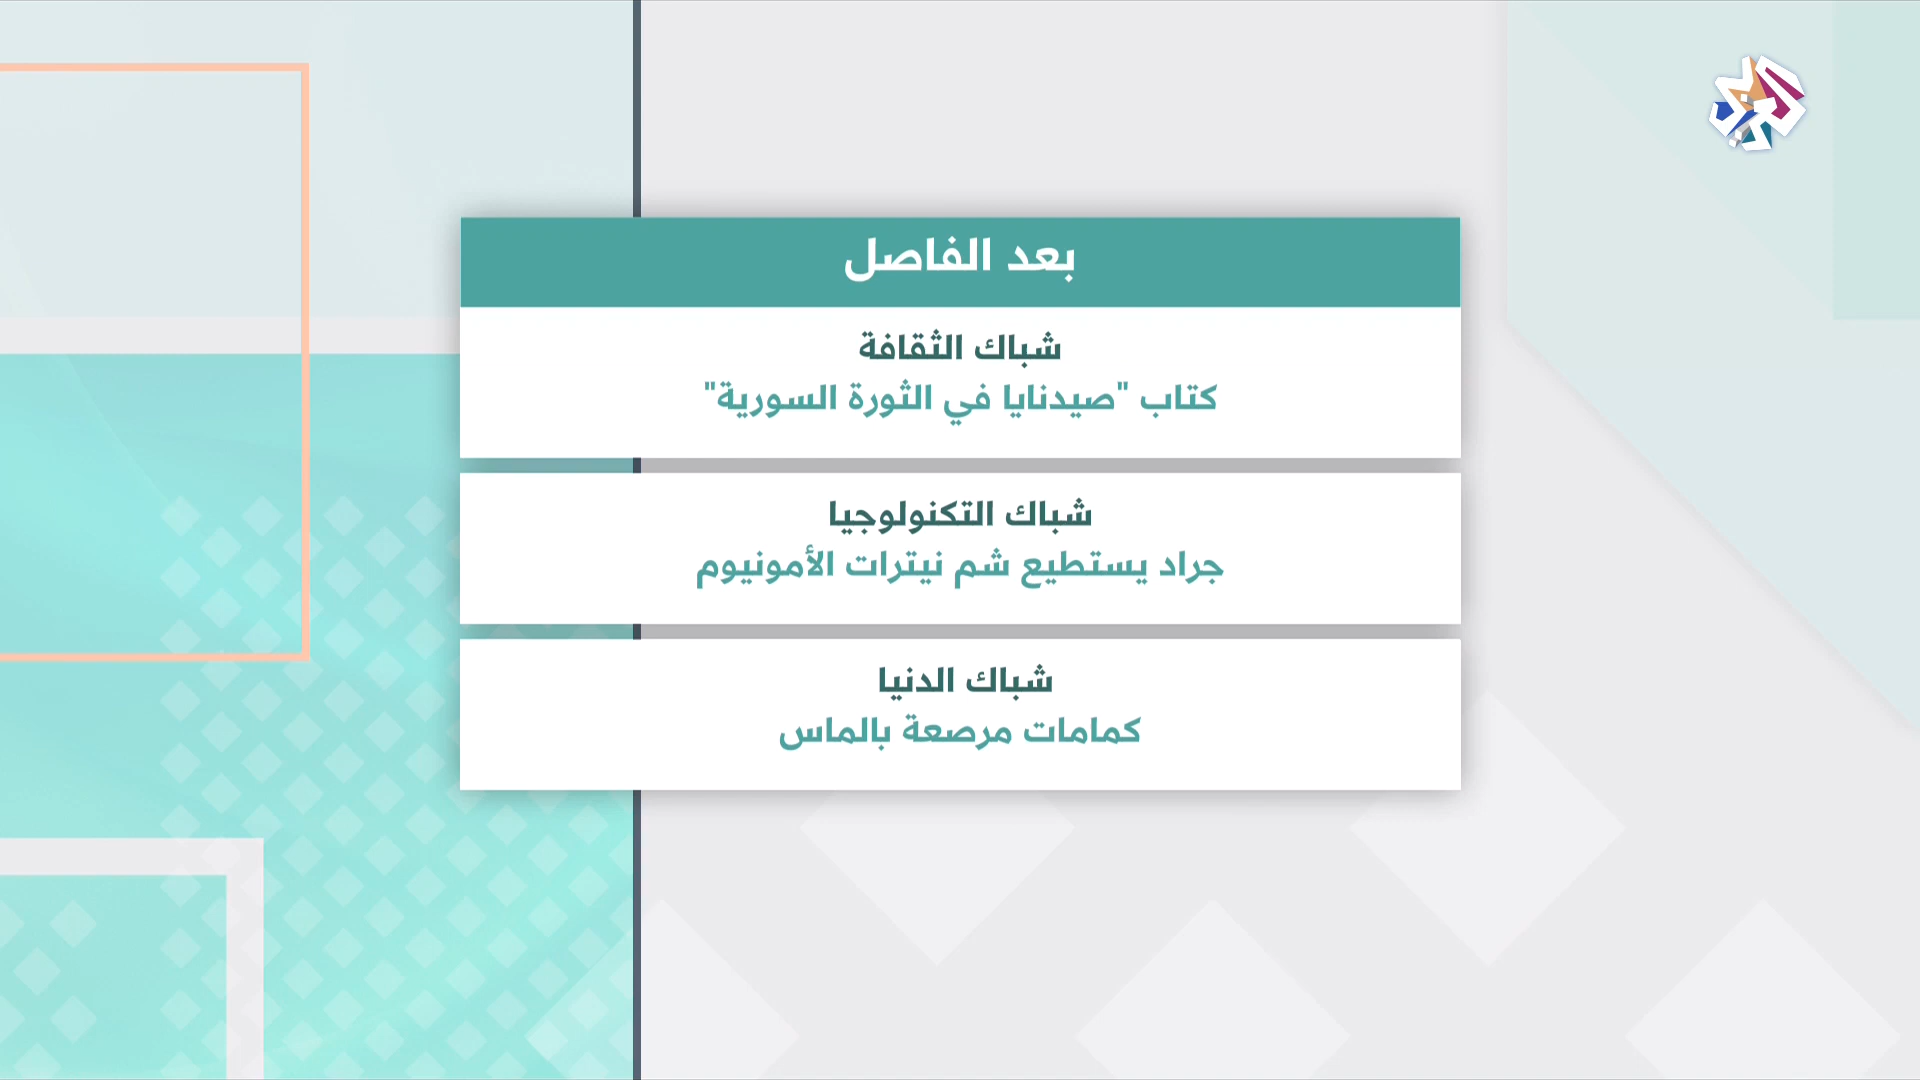 بعد الفاصل
شباك الثقافة
كتاب "صيدنايا في الثورة السورية"
شباك التكنولوجيا
جراد يستطيع شم نيترات الأمونيوم
شباك الدنيا
كمامات مرصعة بالماس